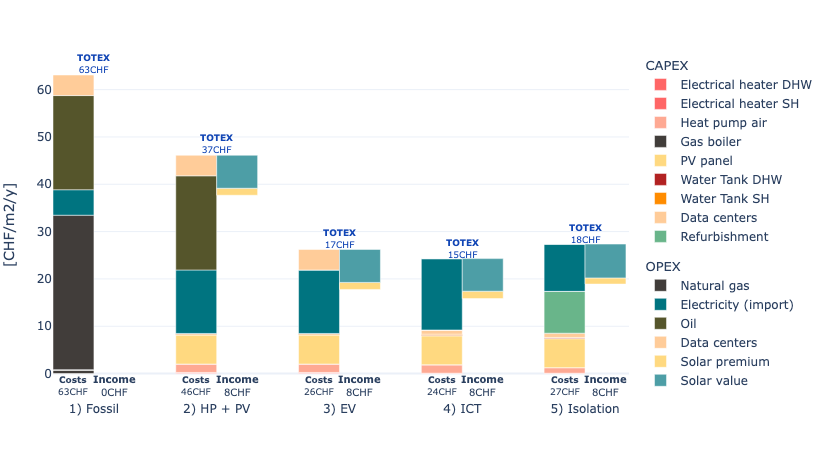 TOTEX
63CHF
TOTEX
37CHF
TOTEX
17CHF
TOTEX
15CHF
TOTEX
18CHF
[CHF/m2/y]
60
50
40
30
20
10
0
Costs Income
63CHF 0CHF
1) Fossil
Costs Income
46CHF 8CHF
2) HP + PV
Costs Income
26CHF 8CHF
3) EV
Costs Income
24CHF 8CHF
4) ICT
Costs Income
27CHF 8CHF
5) Isolation
CAPEX
Electrical heater DHW
Electrical heater SH
Heat pump air
Gas boiler
PV panel
Water Tank DHW
Water Tank SH
Data centers
Refurbishment
OPEX
Natural gas
Electricity (import)
Oil
Data centers
Solar premium
Solar value